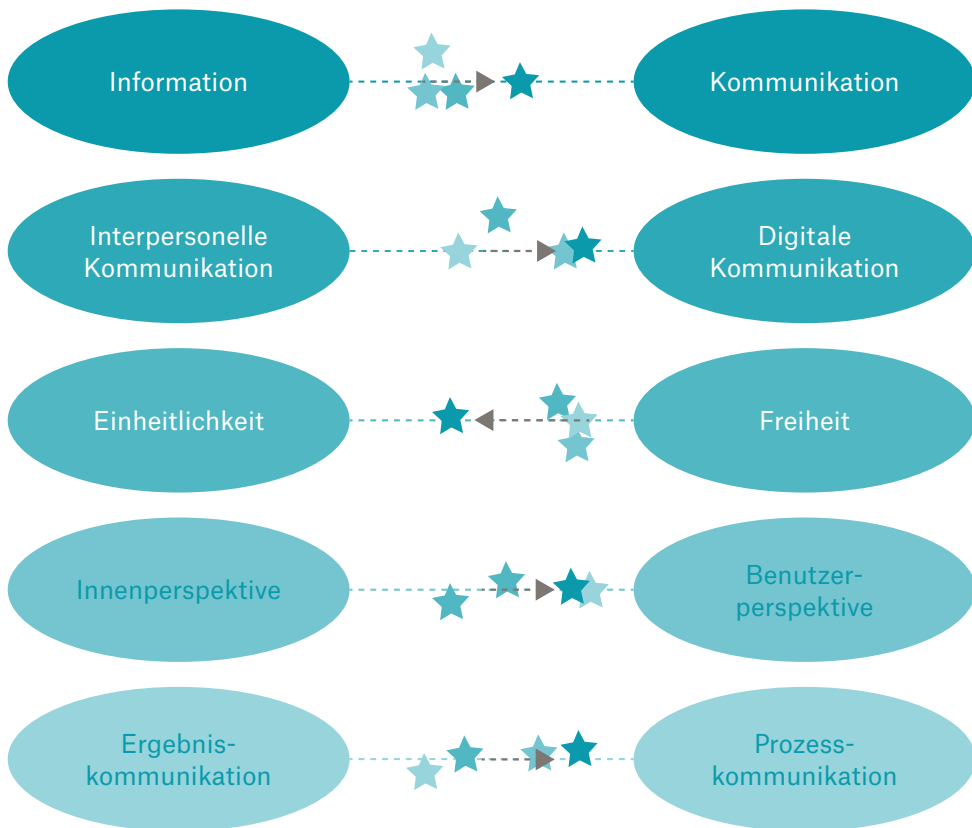 Information
Kommunikation
Interpersonelle
Kommunikation
Digitale
Kommunikation
Einheitlichkeit
Freiheit
Innenperspektive
Benutzer-
perspektive
Ergebnis-
kommunikation
Prozess-
kommunikation